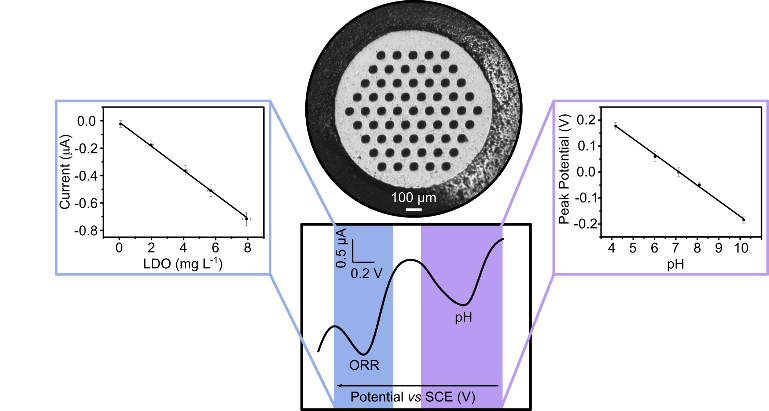 100 µm
0.0
-0.2
-0.4
-0.6
-0.8
Current (µA)
0 2 4 6 8
LDO (mg L-1)
0.2
0.1
0.0
-0.1
-0.2
Peak Potential (V)
4 5 6 7 8 9 10
pH
0.5 µA
0.2 V
pH
ORR
Potential vs SCE (V)